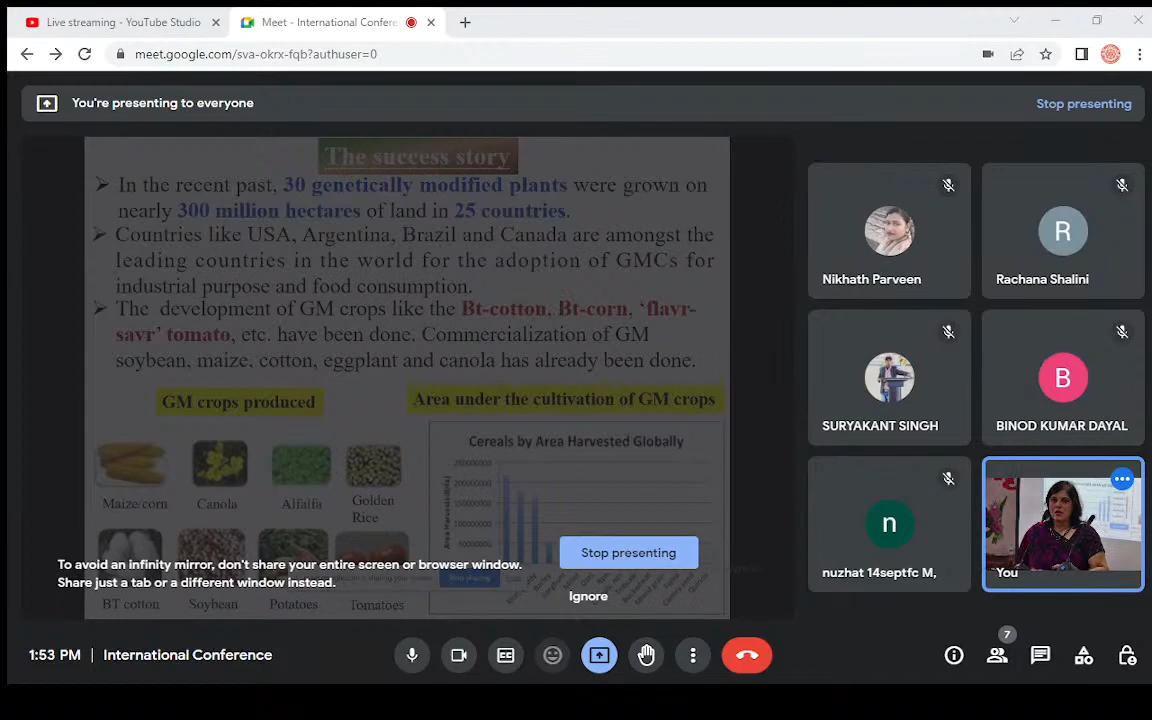 Live streaming - YouTube Studio
Meet - International Confere
meet.google.com/sva-okrx-fqb?authuser=0
You're presenting to everyone
Stop presenting
The success story
In the recent past, 30 genetically modified plants were grown on
nearly 300 million hectares of land in 25 countries.
Countries like USA, Argentina, Brazil and Canada are amongst the
leading countries in the world for the adoption of GMCs for
industrial purpose and food consumption.
The development of GM crops like the Bt-cotton, Bt-corn, ‘flavr-
savr’ tomato, etc. have been done. Commercialization of GM
soybean, maize, cotton, eggplant and canola has already been done.
GM crops produced
Area under the cultivation of GM crops
Cereals by Area Harvested Globally
Maize/corn
Canola
Alfalfa
Golden
Rice
BT cotton
Soybean
Potatoes
Tomatoes
To avoid an infinity mirror, don't share your entire screen or browser window.
Share just a tab or a different window instead.
Stop presenting
Ignore
Nikhath Parveen
R
Rachana Shalini
SURYAKANT SINGH
B
BINOD KUMAR DAYAL
n
nuzhat 14septfc M,
You
1:53 PM | International Conference
7